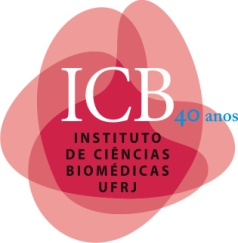 ICB
40 anos
INSTITUTO
DE CIÊNCIAS
BIOMÉDICAS
UFRJ